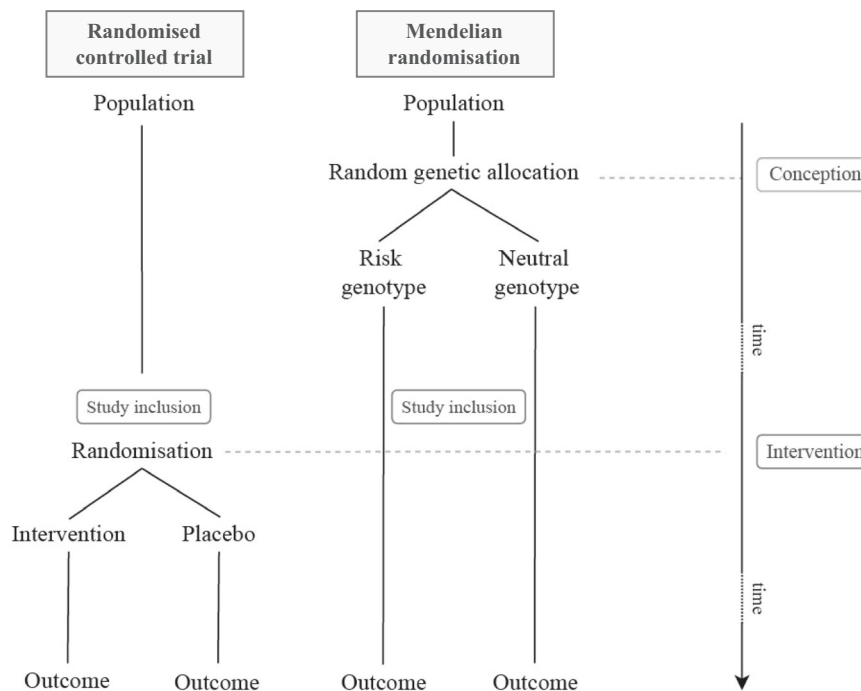 Randomised
controlled trial
Mendelian
randomisation
Population
Population
Random genetic allocation
Conception
Risk
genotype
Neutral
genotype
time
Study inclusion
Study inclusion
Randomisation
Intervention
Intervention
Placebo
time
Outcome
Outcome
Outcome
Outcome